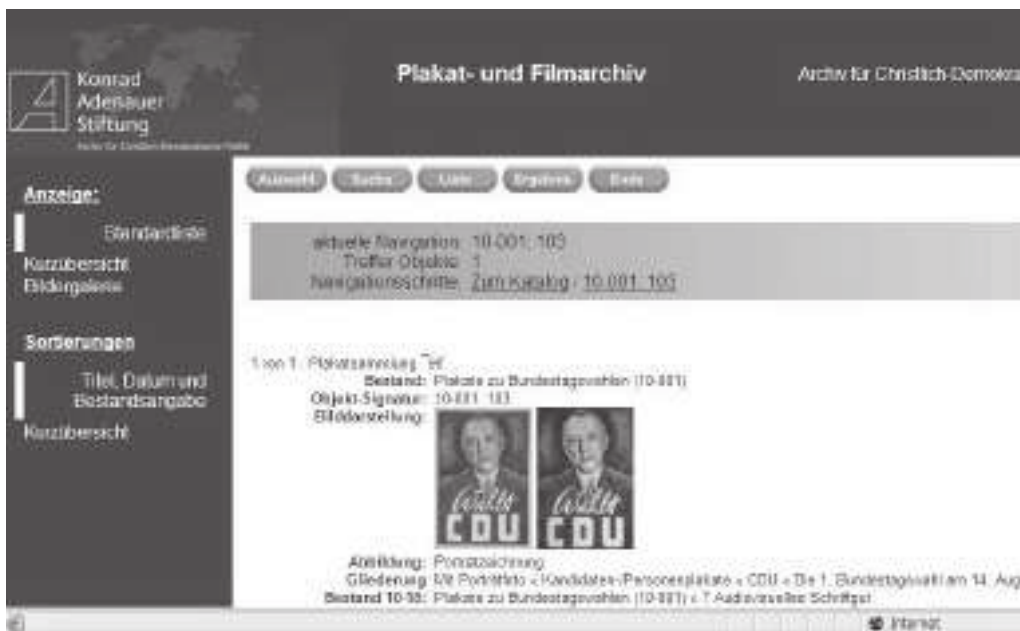 Konrad
Adenauer
Stiftung
Plakat- und Filmarchiv
Archiv für Christlich-Demokra
Auswahl Suche Liste Ergebnis Ende
Anzeige:
Standardliste
Kurzübersicht
Bildergalerie
Sortierungen
Titel, Datum und
Bestandsangabe
Kurzübersicht
aktuelle Navigation: 10-001: 103
Treffer Objekte: 1
Navigationsschritte: Zum Katalog / 10-001: 103
1 von 1 Plakatsammlung
Bestand: Plakate zu Bundestagswahlen (10-001)
Objekt-Signatur: 10-001: 103
Bilddarstellung:
CDU
CDU
Abbildung: Porträtzeichnung
Gliederung: Mit Porträtfoto < Kandidaten-/Personenplakate < CDU < Die 1. Bundestagswahl am 14. Aug
Bestand 10-18: Plakate zu Bundestagswahlen (10-001) < 7 Audiovisuelles Schriftgut
Internet